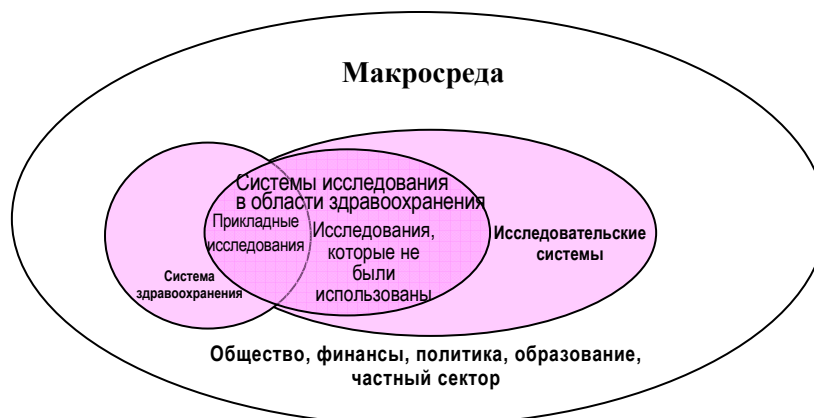 Макросреда
Системы исследования
в области здравоохранения
Прикладные
исследования
Исследования,
которые не
были
использованы
Исследовательские
системы
Система
здравоохранения
Общество, финансы, политика, образование,
частный сектор